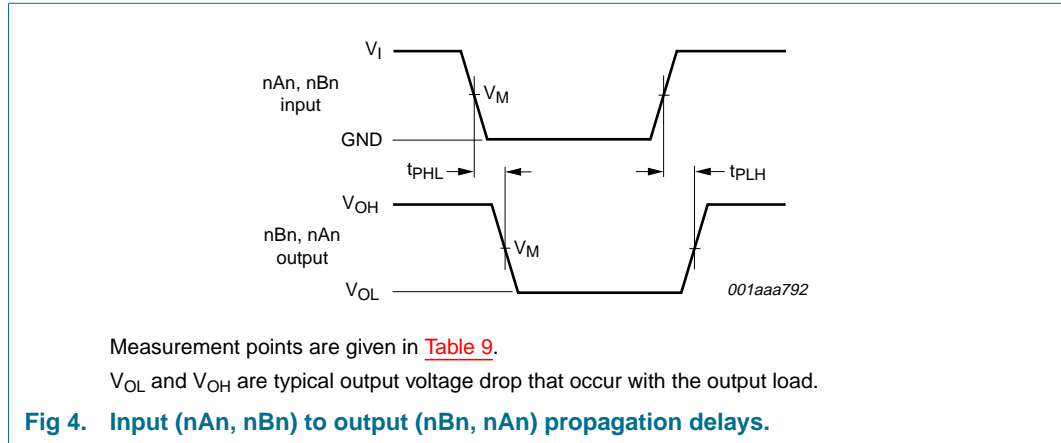 VI
nAn, nBn
input
VM
GND
tPHL
tPLH
VOH
nBn, nAn
output
VM
VOL
001aaa792
Measurement points are given in Table 9.
VOL and VOH are typical output voltage drop that occur with the output load.
Fig 4. Input (nAn, nBn) to output (nBn, nAn) propagation delays.